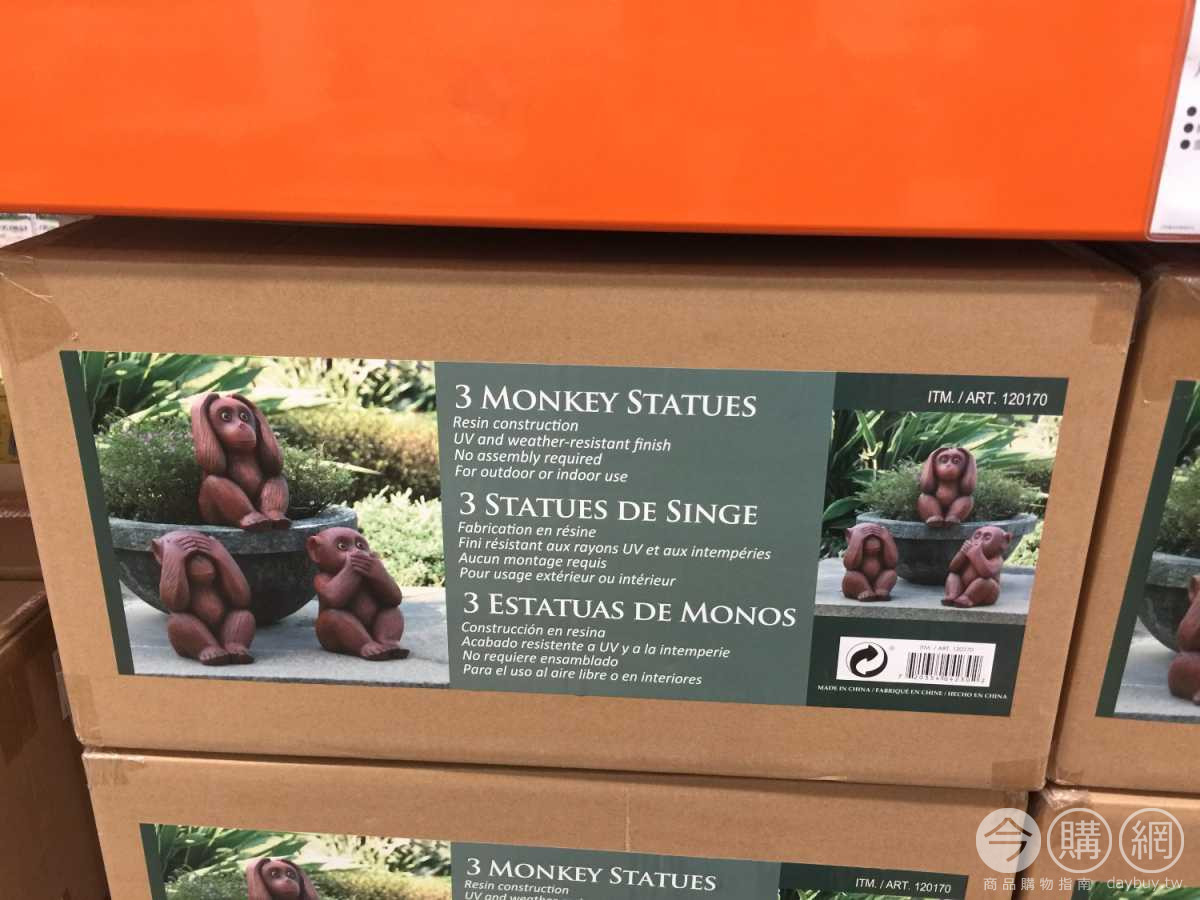 3 MONKEY STATUES
Resin construction
UV and weather-resistant finish
No assembly required
For outdoor or indoor use
3 STATUES DE SINGE
Fabrication en résine
Fini résistant aux rayons UV et aux intempéries
Aucun montage requis
Pour usage extérieur ou intérieur
3 ESTATUAS DE MONOS
Construcción en resina
Acabado resistente a UV y a la intemperie
No requiere ensamblado
Para el uso al aire libre o en interiores
ITM. / ART. 120170
ITM. / ART. 120170
MADE IN CHINA / FABRIQUÉ EN CHINE / HECHO EN CHINA
3 MONKEY STATUES
Resin construction
UV and
ITM. / ART. 120170
今購網
商品購物指南 daybuy.tw